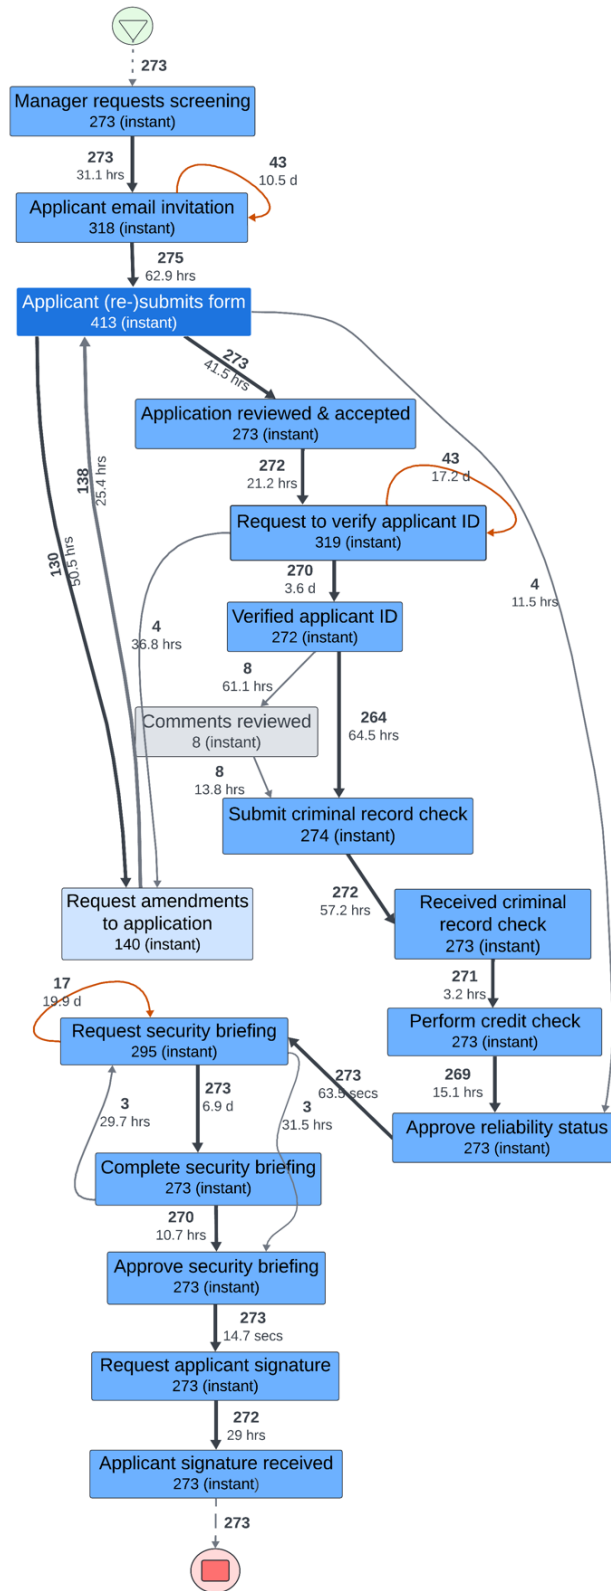 273
Manager requests screening
273 (instant)
273
31.1 hrs
43
10.5 d
Applicant email invitation
318 (instant)
275
62.9 hrs
Applicant (re-)submits form
413 (instant)
273
41.5 hrs
Application reviewed & accepted
273 (instant)
138
25.4 hrs
272
21.2 hrs
43
17.2 d
Request to verify applicant ID
319 (instant)
130
50.5 hrs
270
3.6 d
4
11.5 hrs
Verified applicant ID
272 (instant)
4
36.8 hrs
8
61.1 hrs
Comments reviewed
8 (instant)
264
64.5 hrs
8
13.8 hrs
Submit criminal record check
274 (instant)
272
57.2 hrs
Request amendments
to application
140 (instant)
Received criminal
record check
273 (instant)
271
3.2 hrs
17
19.9 d
Request security briefing
295 (instant)
Perform credit check
273 (instant)
269
15.1 hrs
273
63.5 secs
273
6.9 d
3
29.7 hrs
3
31.5 hrs
Approve reliability status
273 (instant)
Complete security briefing
273 (instant)
270
10.7 hrs
Approve security briefing
273 (instant)
273
14.7 secs
Request applicant signature
273 (instant)
272
29 hrs
Applicant signature received
273 (instant)
273